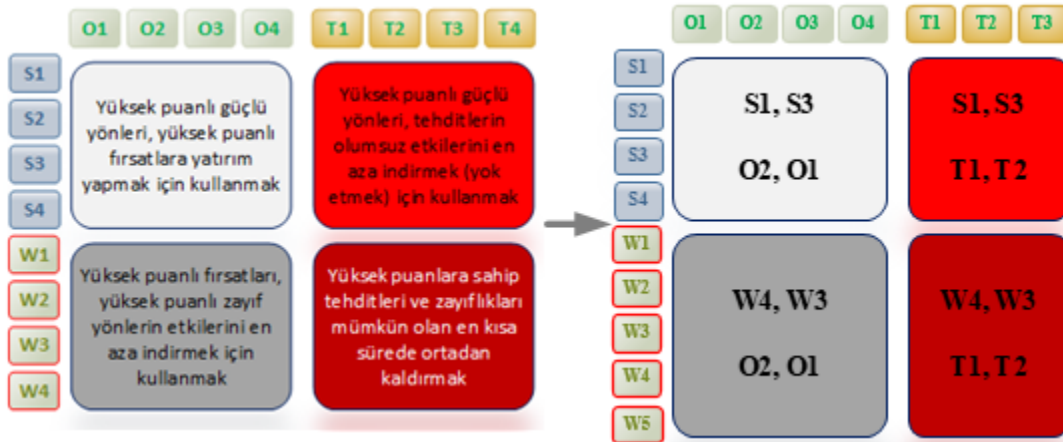 O1 O2 O3 O4 T1 T2 T3 T4
S1
S2
S3
S4
W1
W2
W3
W4
Yüksek puanlı güçlü
yönleri, yüksek puanlı
fırsatlara yatırım
yapmak için kullanmak
Yüksek puanlı güçlü
yönleri, tehditlerin
olumsuz etkilerini en
aza indirmek (yok
etmek) için kullanmak
Yüksek puanlı fırsatları,
yüksek puanlı zayıf
yönlerin etkilerini en
aza indirmek için
kullanmak
Yüksek puanlara sahip
tehditleri ve zayıflıkları
mümkün olan en kısa
sürede ortadan
kaldırmak
O1 O2 O3 O4 T1 T2 T3
S1
S2
S3
S4
W1
W2
W3
W4
W5
S1, S3
O2, O1
S1, S3
T1, T2
W4, W3
O2, O1
W4, W3
T1, T2